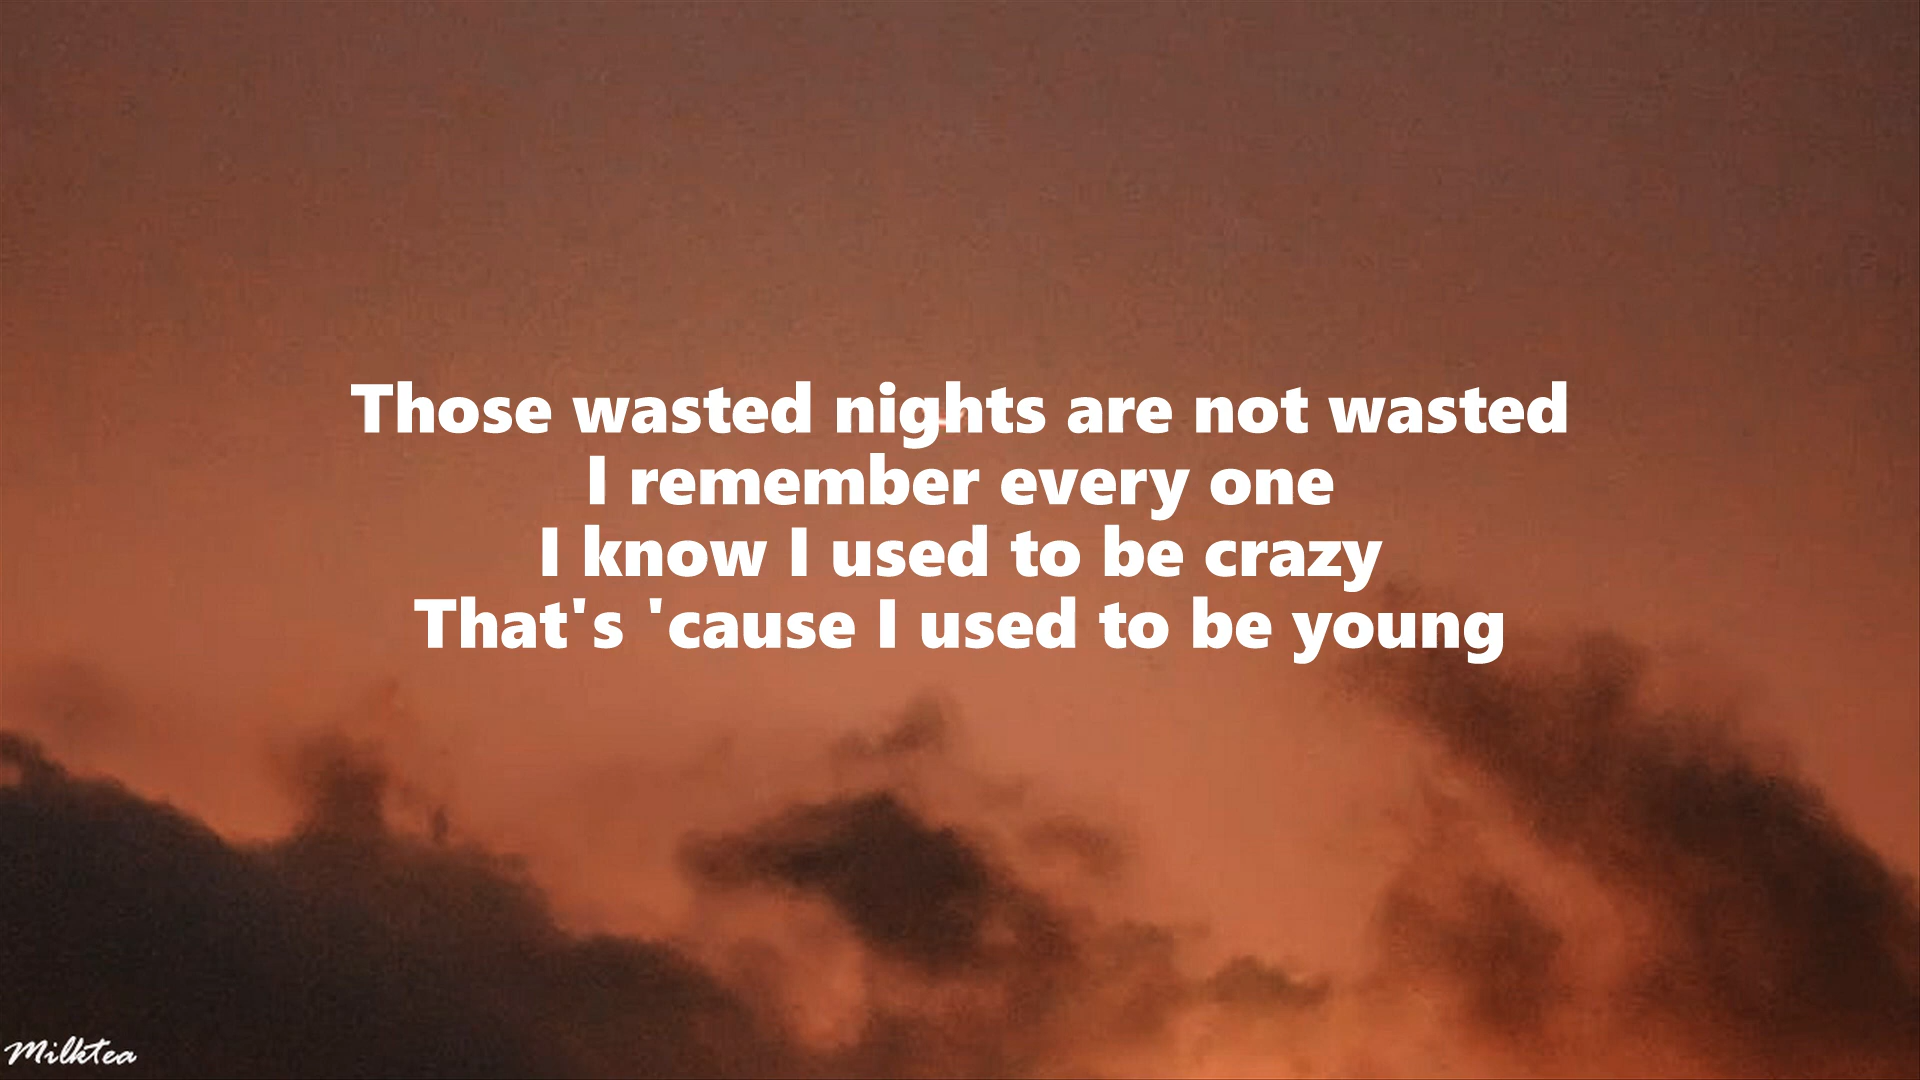 Those wasted nights are not wasted
I remember every one
I know I used to be crazy
That's 'cause I used to be young
Milktea